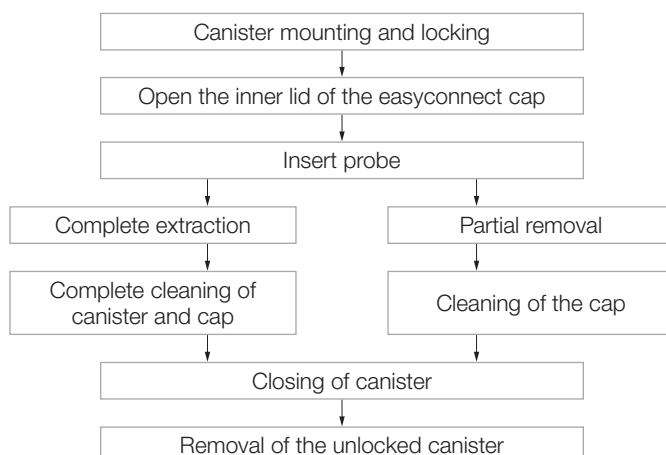 Canister mounting and locking
Open the inner lid of the easyconnect cap
Insert probe
Complete extraction
Partial removal
Complete cleaning of
canister and cap
Cleaning of the cap
Closing of canister
Removal of the unlocked canister